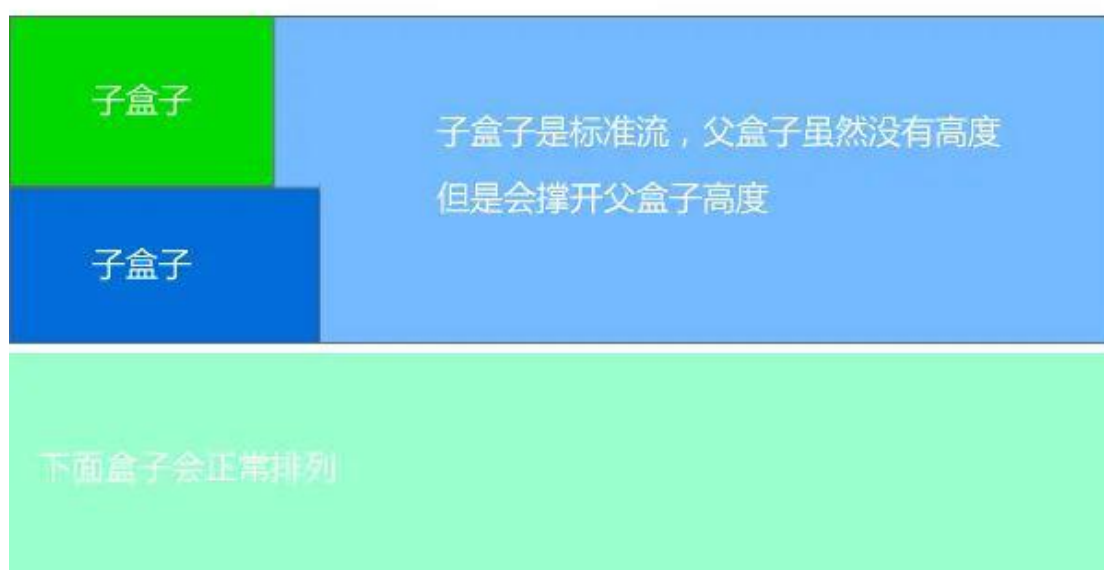 子盒子
子盒子是标准流，父盒子虽然没有高度
但是会撑开父盒子高度
子盒子
下面盒子会正常排列